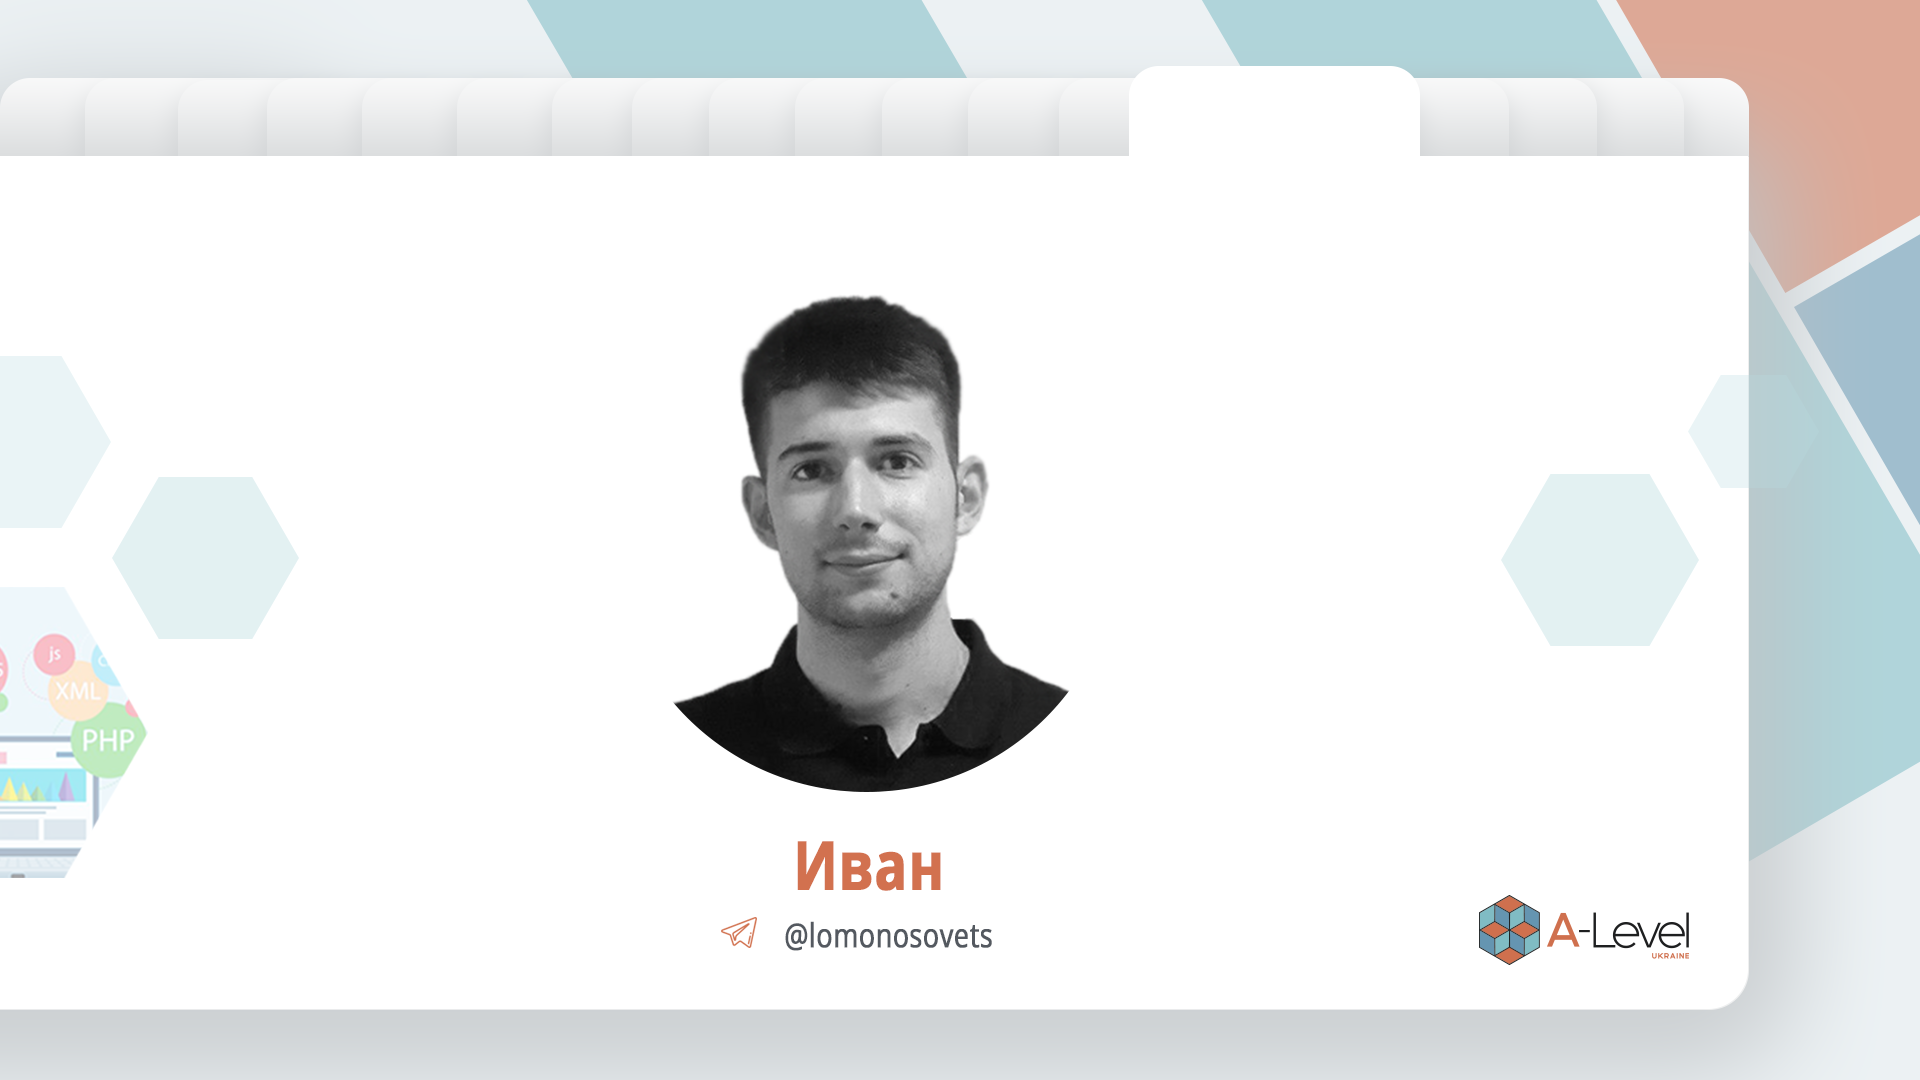 js
XML
PHP
Иван
@lomonosovets
A-Level
UKRAINE